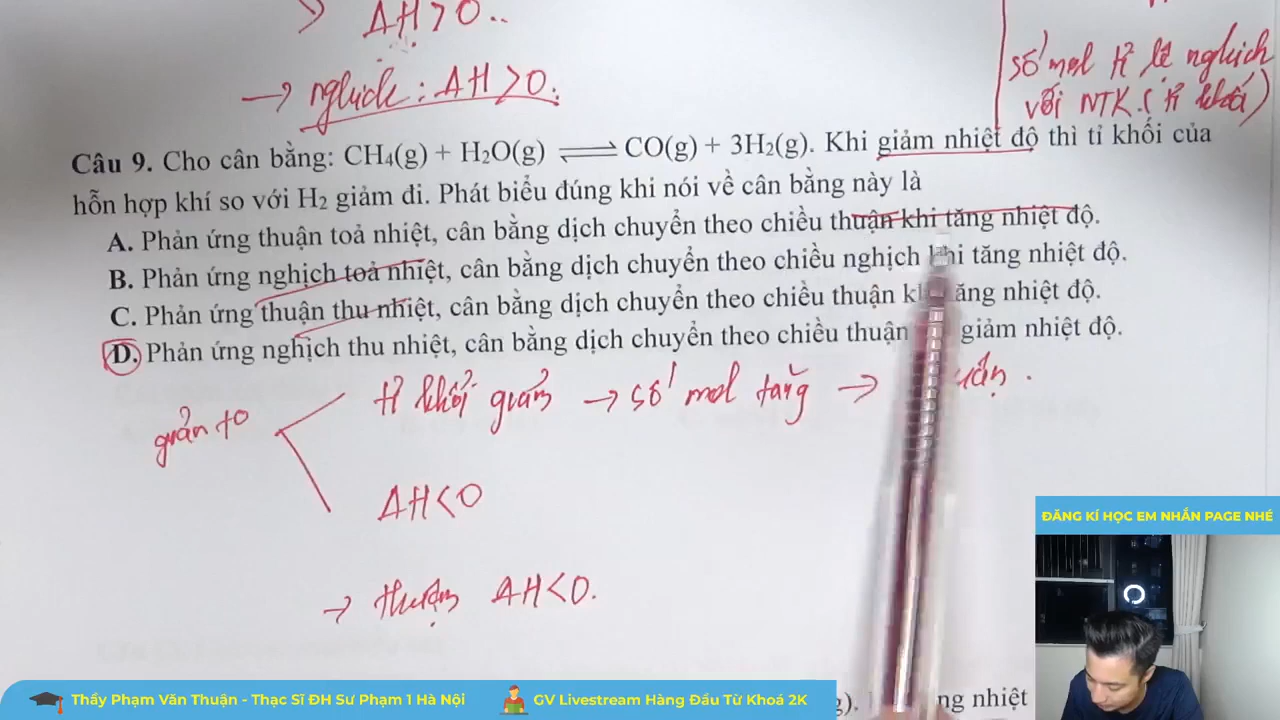 → ΔH > 0..
→ nghịch : ΔH > 0.
số mol tỉ lệ nghịch
với NTK. (tỉ khối)
Câu 9. Cho cân bằng: CH₄(g) + H₂O(g) ⇌ CO(g) + 3H₂(g). Khi giảm nhiệt độ thì tỉ khối của
hỗn hợp khí so với H₂ giảm đi. Phát biểu đúng khi nói về cân bằng này là
A. Phản ứng thuận toả nhiệt, cân bằng dịch chuyển theo chiều thuận khi tăng nhiệt độ.
B. Phản ứng nghịch toả nhiệt, cân bằng dịch chuyển theo chiều nghịch khi tăng nhiệt độ.
C. Phản ứng thuận thu nhiệt, cân bằng dịch chuyển theo chiều thuận tăng nhiệt độ.
D. Phản ứng nghịch thu nhiệt, cân bằng dịch chuyển theo chiều thuận giảm nhiệt độ.
giảm to
tỉ khối giảm → số mol tăng →
ΔH < 0
→ thuận ΔH < 0.
ĐĂNG KÍ HỌC EM NHẮN PAGE NHÉ
Thầy Phạm Văn Thuận - Thạc Sĩ ĐH Sư Phạm 1 Hà Nội
GV Livestream Hàng Đầu Từ Khoá 2K
nhiệt